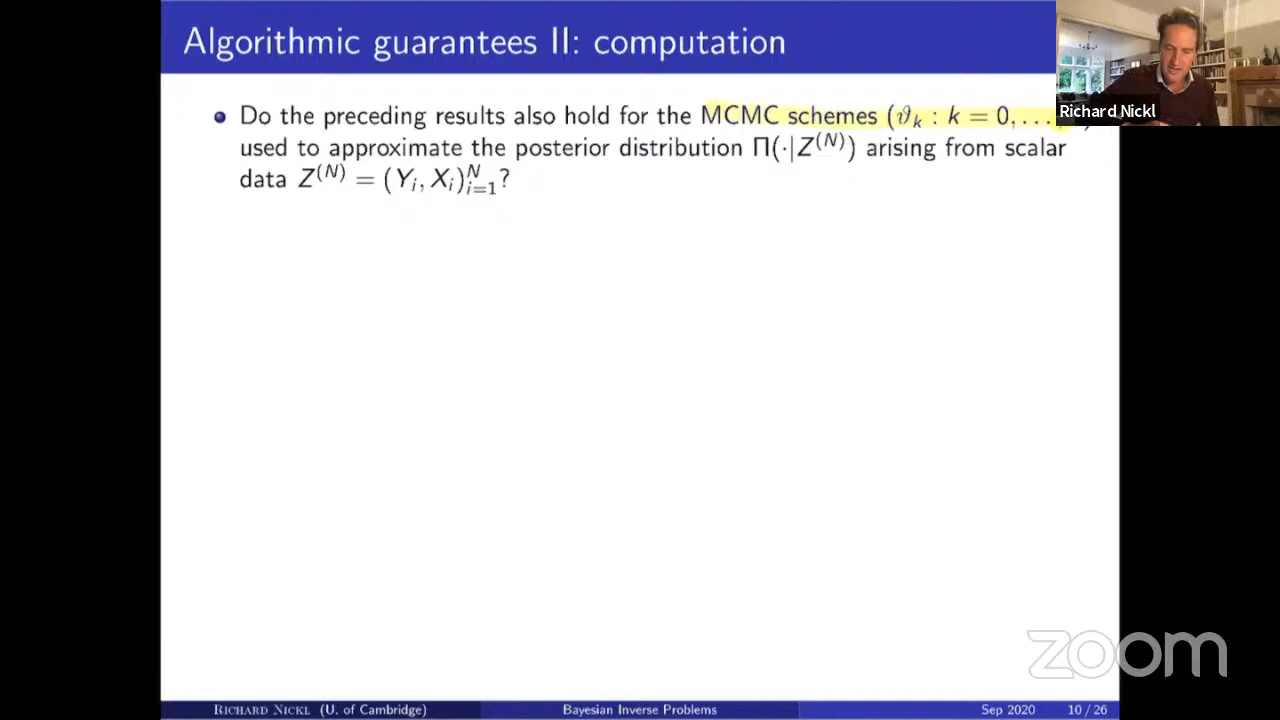 Algorithmic guarantees II: computation
Richard Nickl
Do the preceding results also hold for the MCMC schemes (ϑ_k : k = 0, ...
used to approximate the posterior distribution Π(·|Z^(N)) arising from scalar
data Z^(N) = (Y_i, X_i)_{i=1}^N?
zoom
RICHARD NICKL (U. of Cambridge) Bayesian Inverse Problems Sep 2020 10 / 26